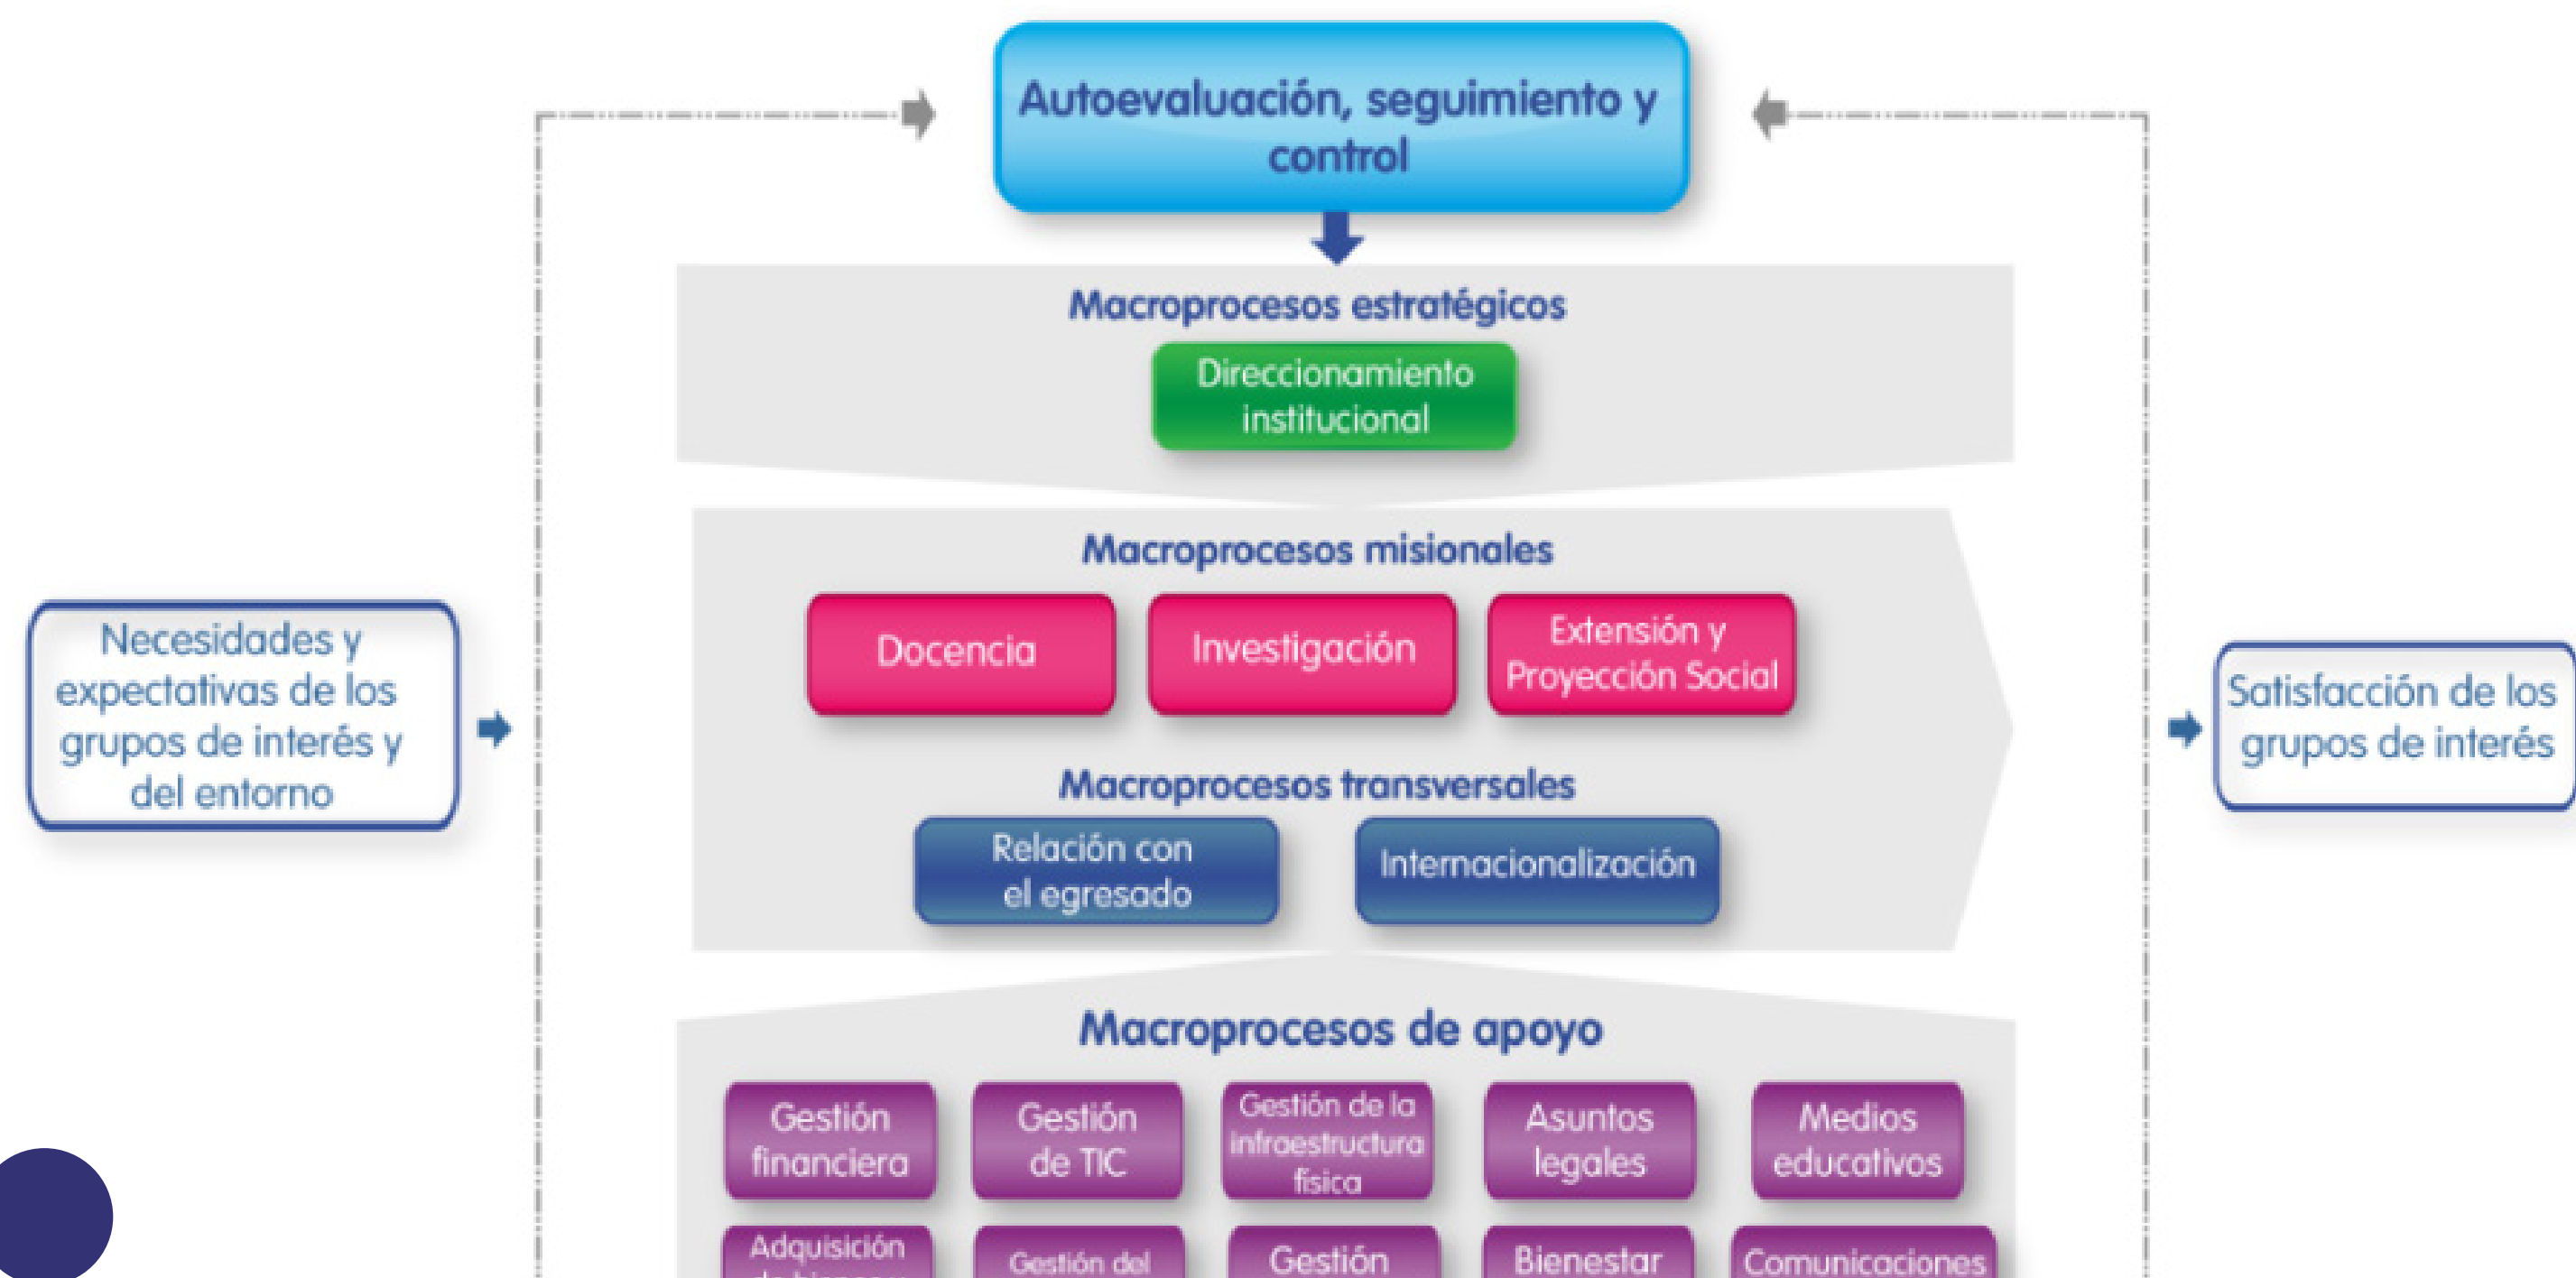 Autoevaluación, seguimiento y
control
Macroprocesos estratégicos
Direccionamiento
institucional
Macroprocesos misionales
Docencia
Investigación
Extensión y
Proyección Social
Necesidades y
expectativas de los
grupos de interés y
del entorno
Satisfacción de los
grupos de interés
Macroprocesos transversales
Relación con
el egresado
Internacionalización
Macroprocesos de apoyo
Gestión
financiera
Gestión
de TIC
Gestión de la
infraestructura
física
Asuntos
legales
Medios
educativos
Adquisición
Gestión del
Gestión
Bienestar
Comunicaciones